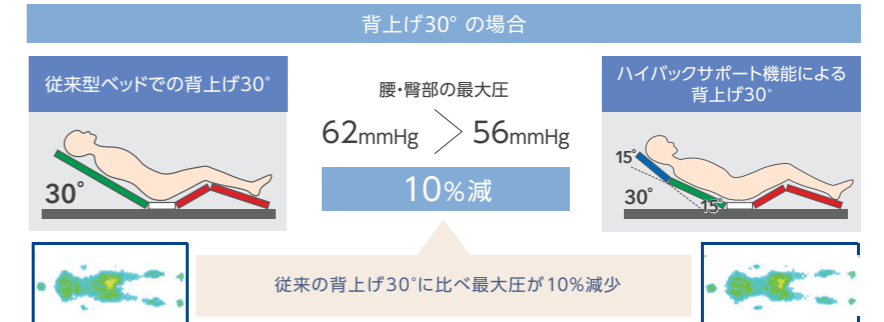 背上げ30°の場合
従来型ベッドでの背上げ30°
30°
腰・臀部の最大圧
62mmHg > 56mmHg
10%減
ハイバックサポート機能による
背上げ30°
15°
30°
15°
従来の背上げ30°に比べ最大圧が10%減少